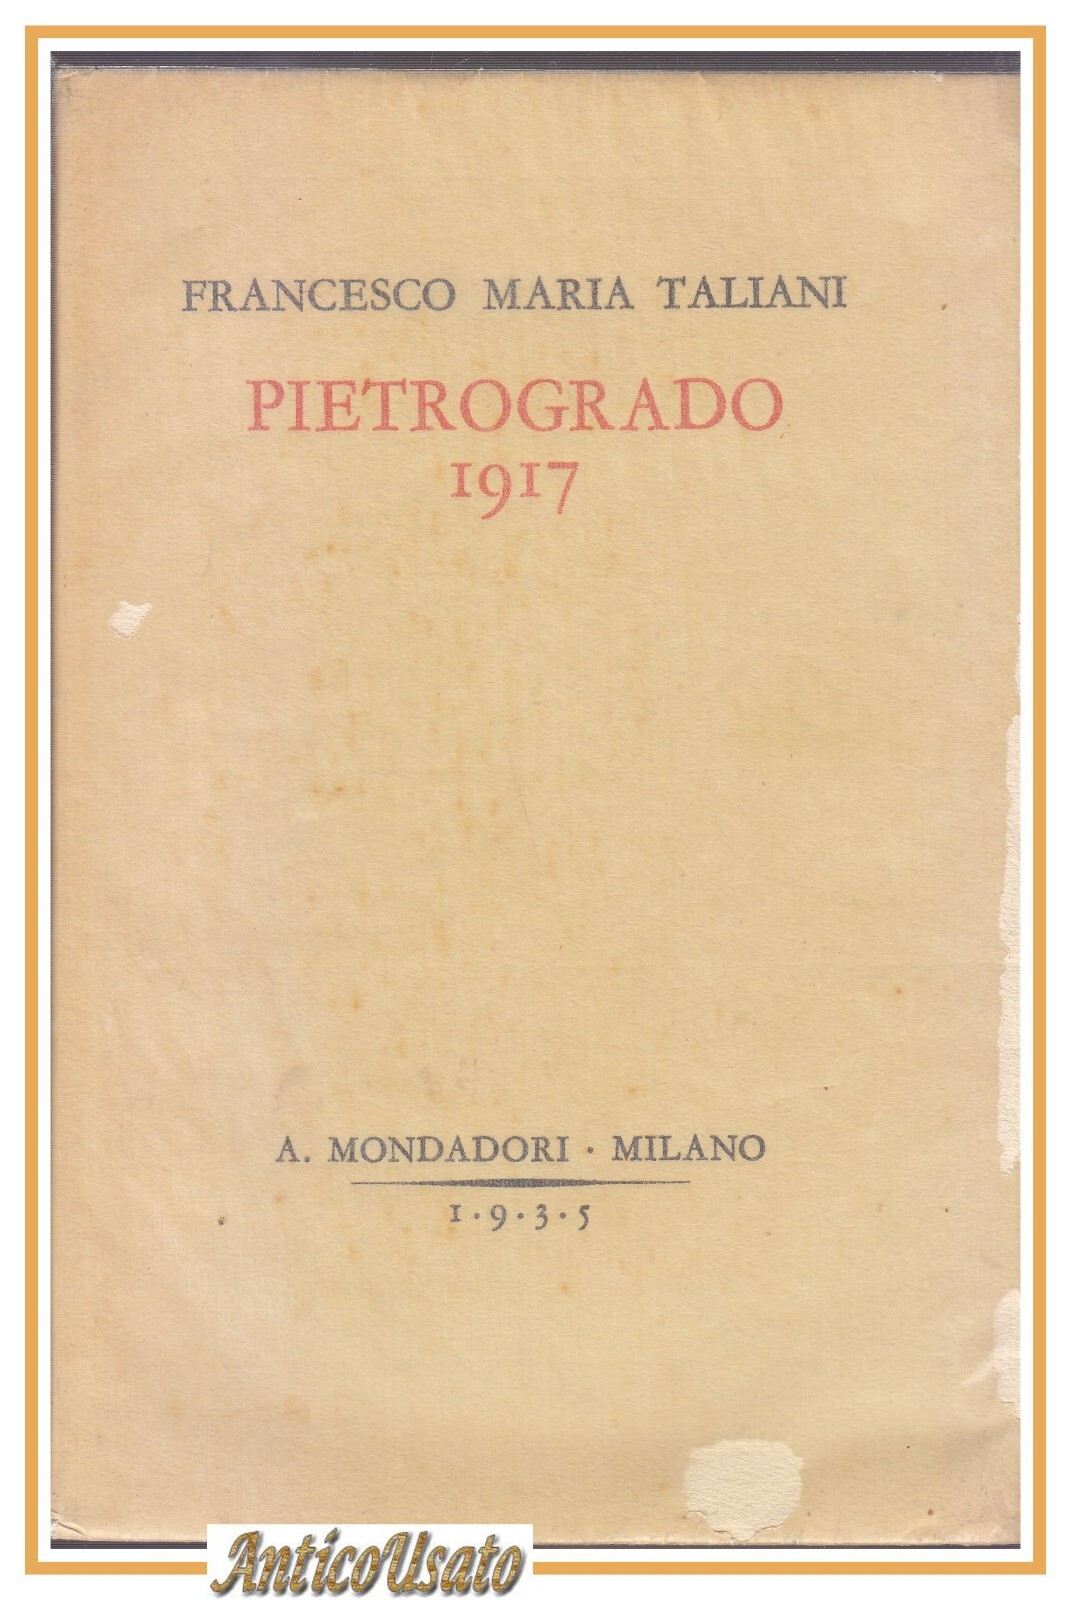 FRANCESCO MARIA TALIANI
PIETROGRADO
1917
A. MONDADORI · MILANO
1·9·3·5
AnticoUsato